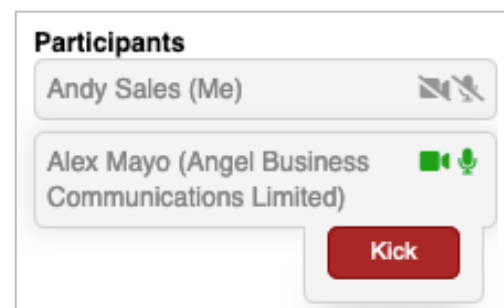 Participants
Andy Sales (Me)
Alex Mayo (Angel Business
Communications Limited)
Kick